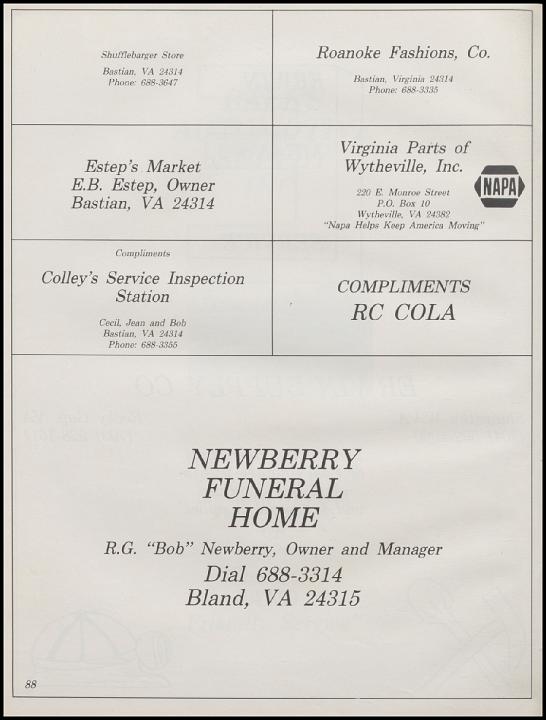 Shufflebarger Store
Bastian, VA 24314
Phone: 688-3647
Roanoke Fashions, Co.
Bastian, Virginia 24314
Phone: 688-3335
Estep's Market
E.B. Estep, Owner
Bastian, VA 24314
Virginia Parts of
Wytheville, Inc.
220 E. Monroe Street
P.O. Box 10
Wytheville, VA 24382
"Napa Helps Keep America Moving"
NAPA
Compliments
Colley's Service Inspection
Station
Cecil, Jean and Bob
Bastian, VA 24314
Phone: 688-3355
COMPLIMENTS
RC COLA
NEWBERRY
FUNERAL
HOME
R.G. "Bob" Newberry, Owner and Manager
Dial 688-3314
Bland, VA 24315
88